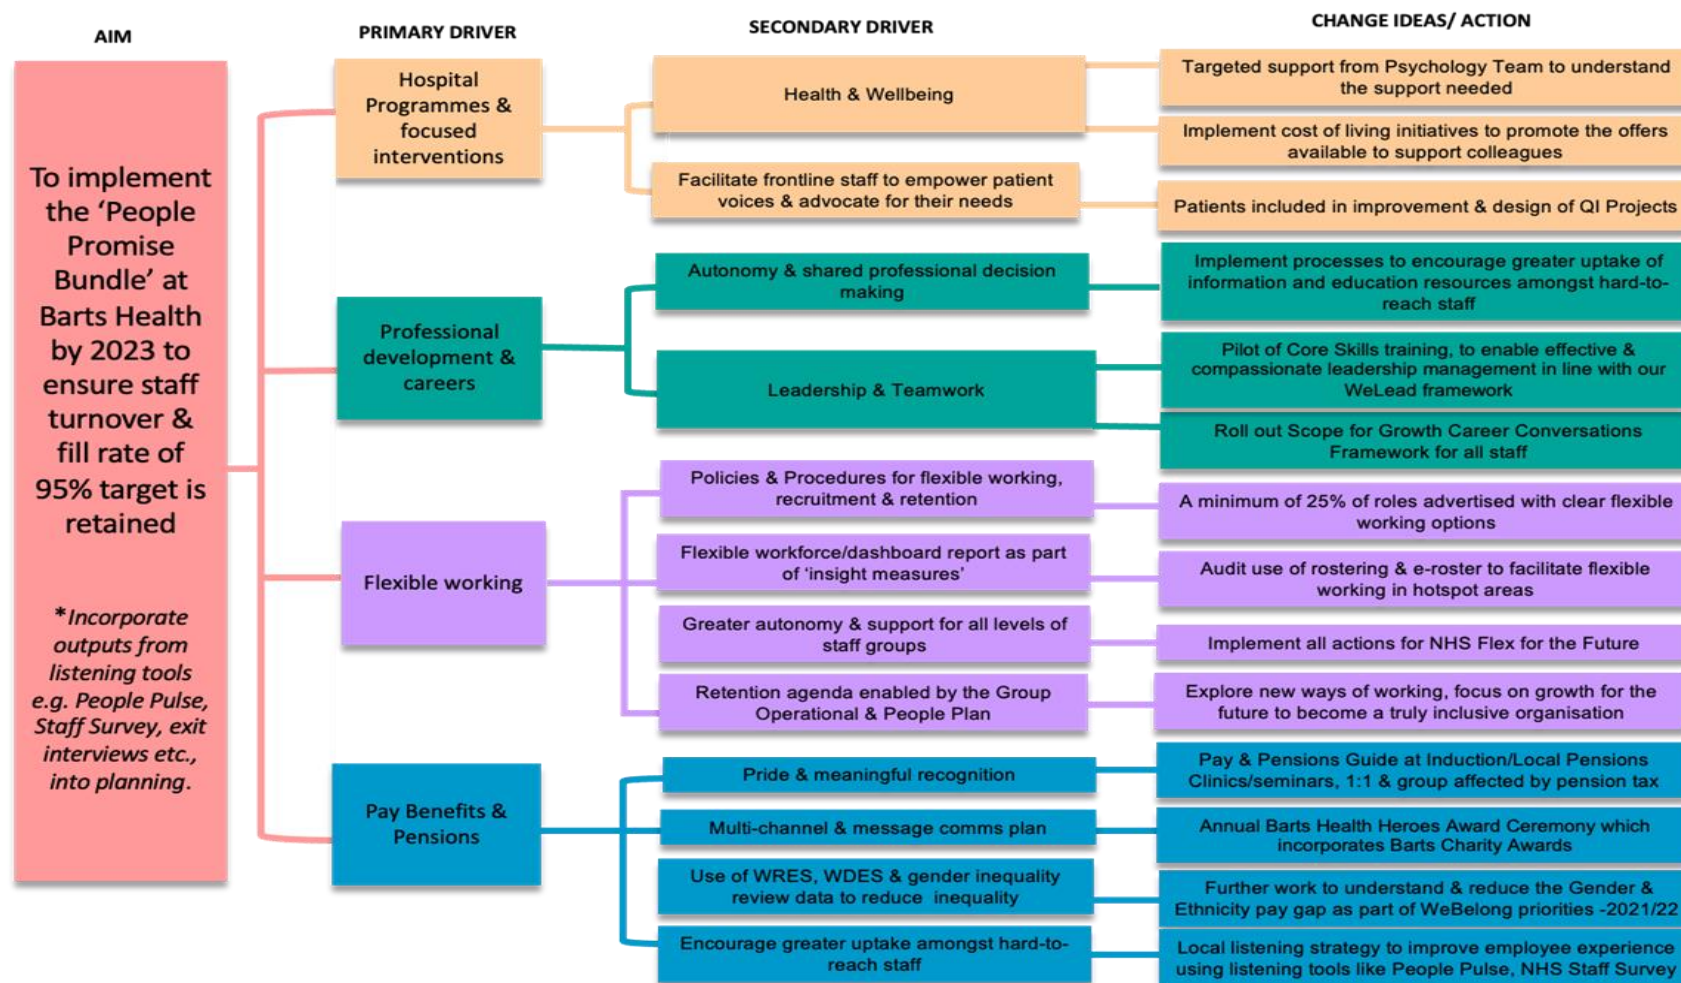 AIM
PRIMARY DRIVER
SECONDARY DRIVER
CHANGE IDEAS/ ACTION
To implement
the ‘People
Promise
Bundle’ at
Barts Health
by 2023 to
ensure staff
turnover &
fill rate of
95% target is
retained
*Incorporate
outputs from
listening tools
e.g. People Pulse,
Staff Survey, exit
interviews etc.,
into planning.
Hospital
Programmes &
focused
interventions
Health & Wellbeing
Targeted support from Psychology Team to understand
the support needed
Implement cost of living initiatives to promote the offers
available to support colleagues
Facilitate frontline staff to empower patient
voices & advocate for their needs
Patients included in improvement & design of QI Projects
Professional
development &
careers
Autonomy & shared professional decision
making
Implement processes to encourage greater uptake of
information and education resources amongst hard-to-
reach staff
Leadership & Teamwork
Pilot of Core Skills training, to enable effective &
compassionate leadership management in line with our
WeLead framework
Roll out Scope for Growth Career Conversations
Framework for all staff
Flexible working
Policies & Procedures for flexible working,
recruitment & retention
A minimum of 25% of roles advertised with clear flexible
working options
Flexible workforce/dashboard report as part
of ‘insight measures’
Audit use of rostering & e-roster to facilitate flexible
working in hotspot areas
Greater autonomy & support for all levels of
staff groups
Implement all actions for NHS Flex for the Future
Retention agenda enabled by the Group
Operational & People Plan
Explore new ways of working, focus on growth for the
future to become a truly inclusive organisation
Pay Benefits &
Pensions
Pride & meaningful recognition
Pay & Pensions Guide at Induction/Local Pensions
Clinics/seminars, 1:1 & group affected by pension tax
Multi-channel & message comms plan
Annual Barts Health Heroes Award Ceremony which
incorporates Barts Charity Awards
Use of WRES, WDES & gender inequality
review data to reduce inequality
Further work to understand & reduce the Gender &
Ethnicity pay gap as part of WeBelong priorities -2021/22
Encourage greater uptake amongst hard-to-
reach staff
Local listening strategy to improve employee experience
using listening tools like People Pulse, NHS Staff Survey